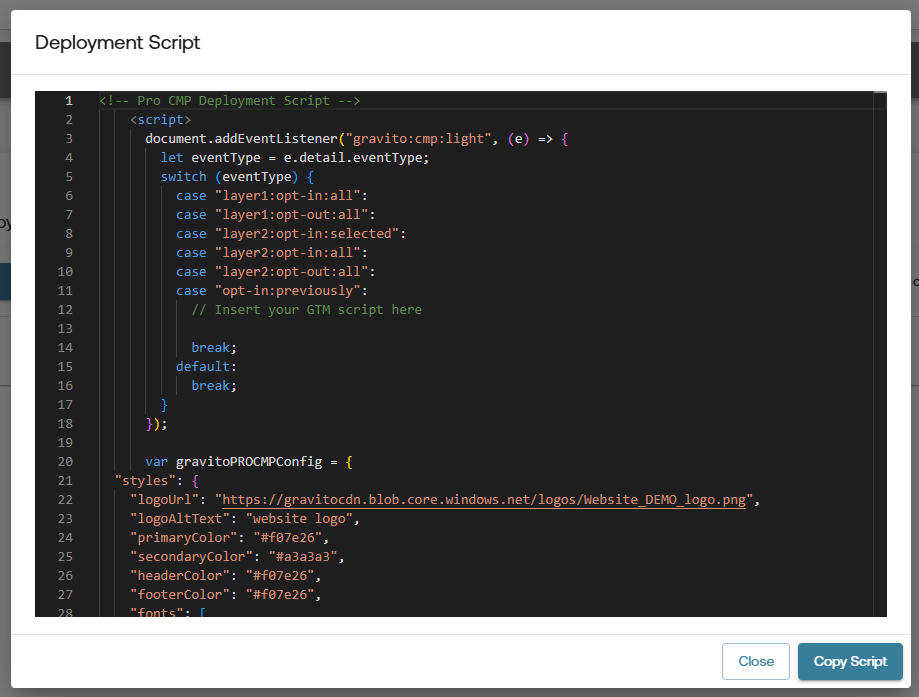 Deployment Script
1 <!-- Pro CMP Deployment Script -->
2 <script>
3 document.addEventListener("gravito:cmp:light", (e) => {
4 let eventType = e.detail.eventType;
5 switch (eventType) {
6 case "layer1:opt-in:all":
7 case "layer1:opt-out:all":
8 case "layer2:opt-in:selected":
9 case "layer2:opt-in:all":
10 case "layer2:opt-out:all":
11 case "opt-in:previously":
12 // Insert your GTM script here
13
14 break;
15 default:
16 break;
17 }
18 });
19
20 var gravitoPROCMPConfig = {
21 "styles": {
22 "logoUrl": "https://gravitocdn.blob.core.windows.net/logos/Website_DEMO_logo.png",
23 "logoAltText": "website logo",
24 "primaryColor": "#f07e26",
25 "secondaryColor": "#a3a3a3",
26 "headerColor": "#f07e26",
27 "footerColor": "#f07e26",
28 "fonts": [
Close
Copy Script